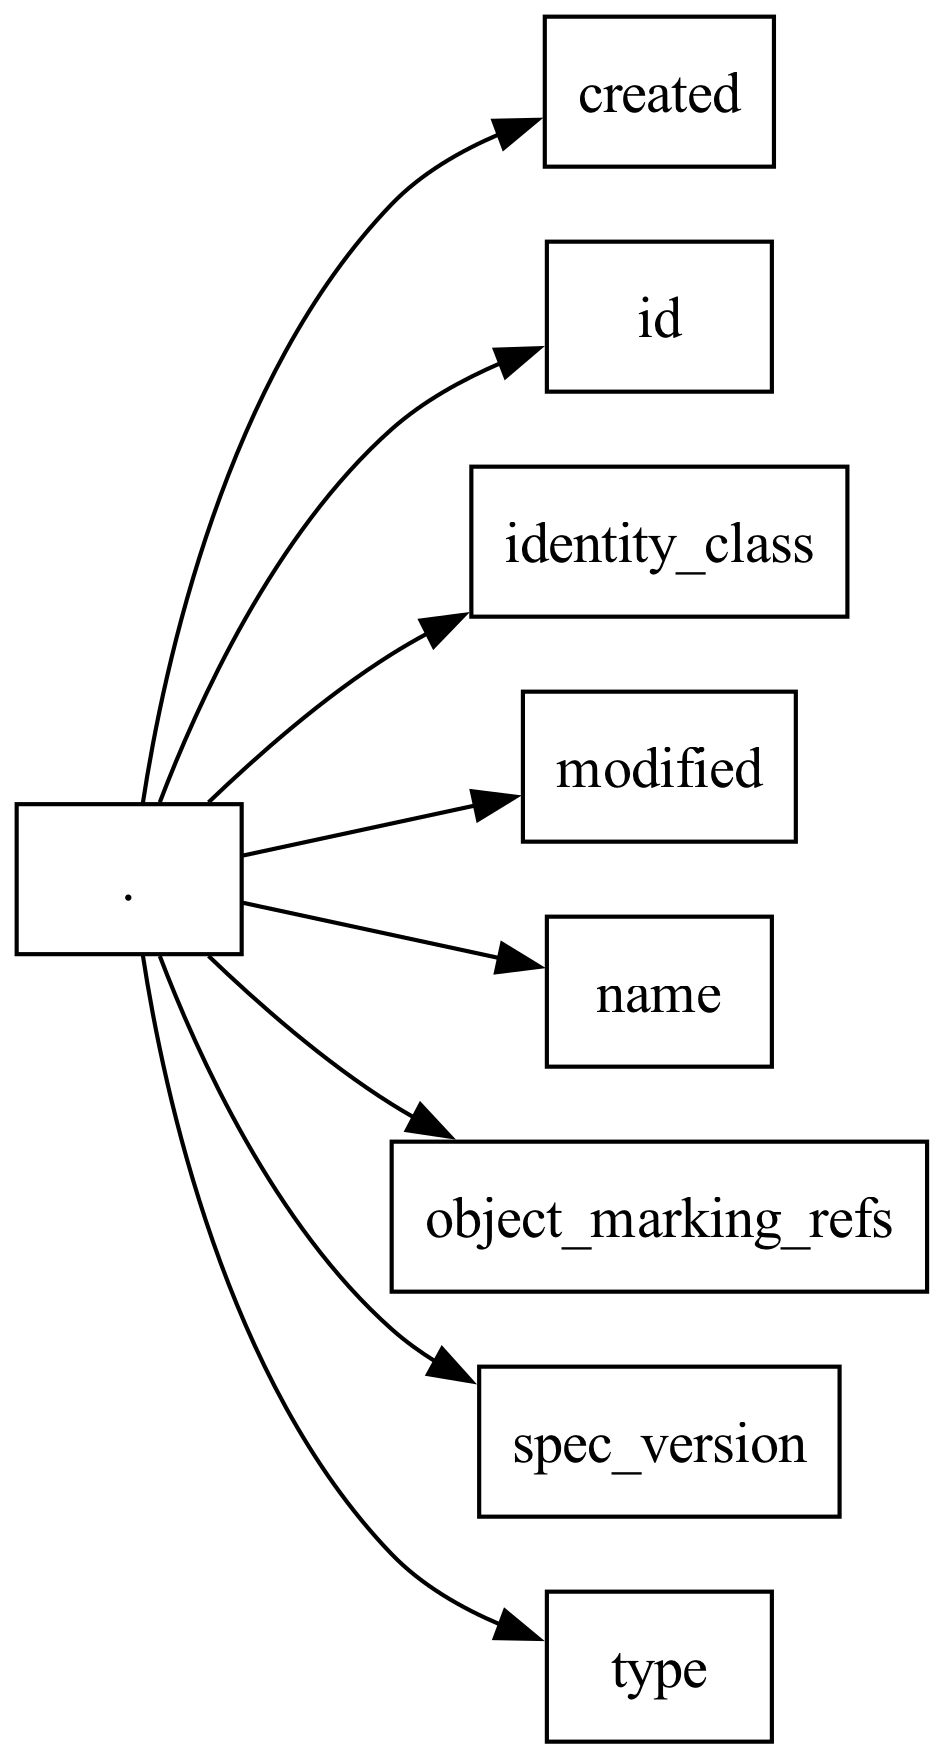 created
id
identity_class
modified
.
name
object_marking_refs
spec_version
type